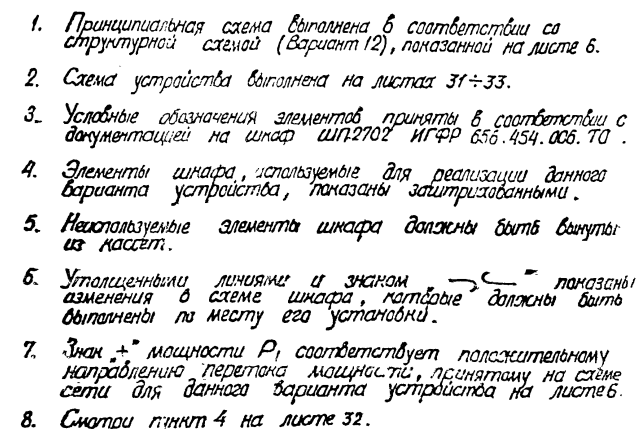 1. Принципиальная схема выполнена в соответствии со
структурной схемой (Вариант 12), показанной на листе 6.
2. Схема устройства выполнена на листах 31÷33.
3. Условные обозначения элементов приняты в соответствии с
документацией на шкаф ШП2702 ИГФР 656.454.006.ТО.
4. Элементы шкафа, используемые для реализации данного
варианта устройства, показаны заштрихованными.
5. Неиспользуемые элементы шкафа должны быть вынуты
из кассет.
6. Утолщенными линиями и знаком „ “ показаны
изменения в схеме шкафа, которые должны быть
выполнены по месту его установки.
7. Знак „+“ мощности P₁ соответствует положительному
направлению перетока мощности, принятому на схеме
сети для данного варианта устройства на листе 6.
8. Смотри пункт 4 на листе 32.